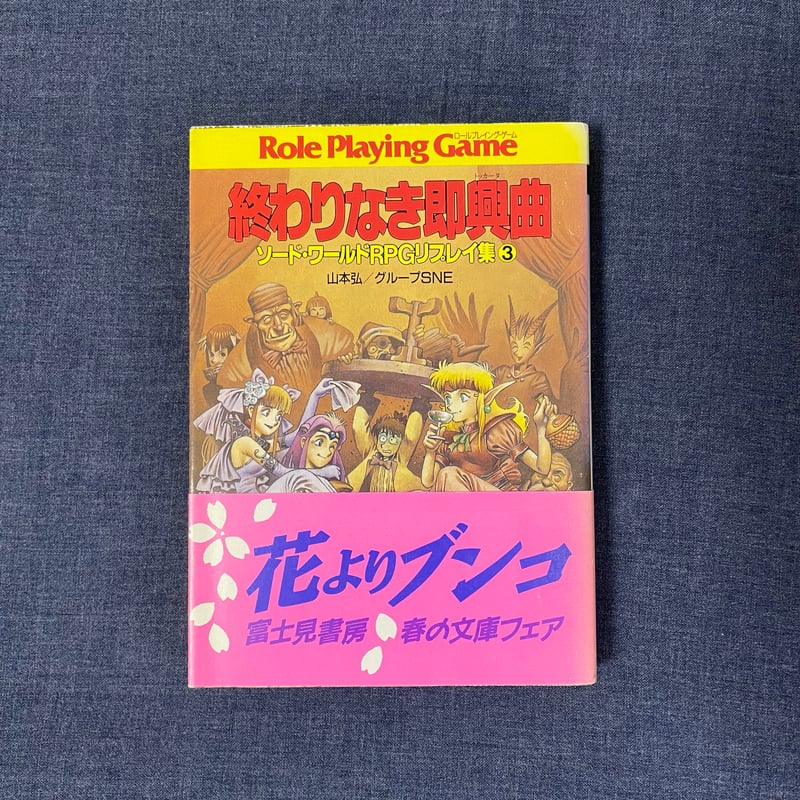 ロールプレイング・ゲーム
Role Playing Game
トッカータ
終わりなき即興曲
ソード・ワールドRPGリプレイ集③
山本弘/グループSNE
花よりブンコ
富士見書房 春の文庫フェア